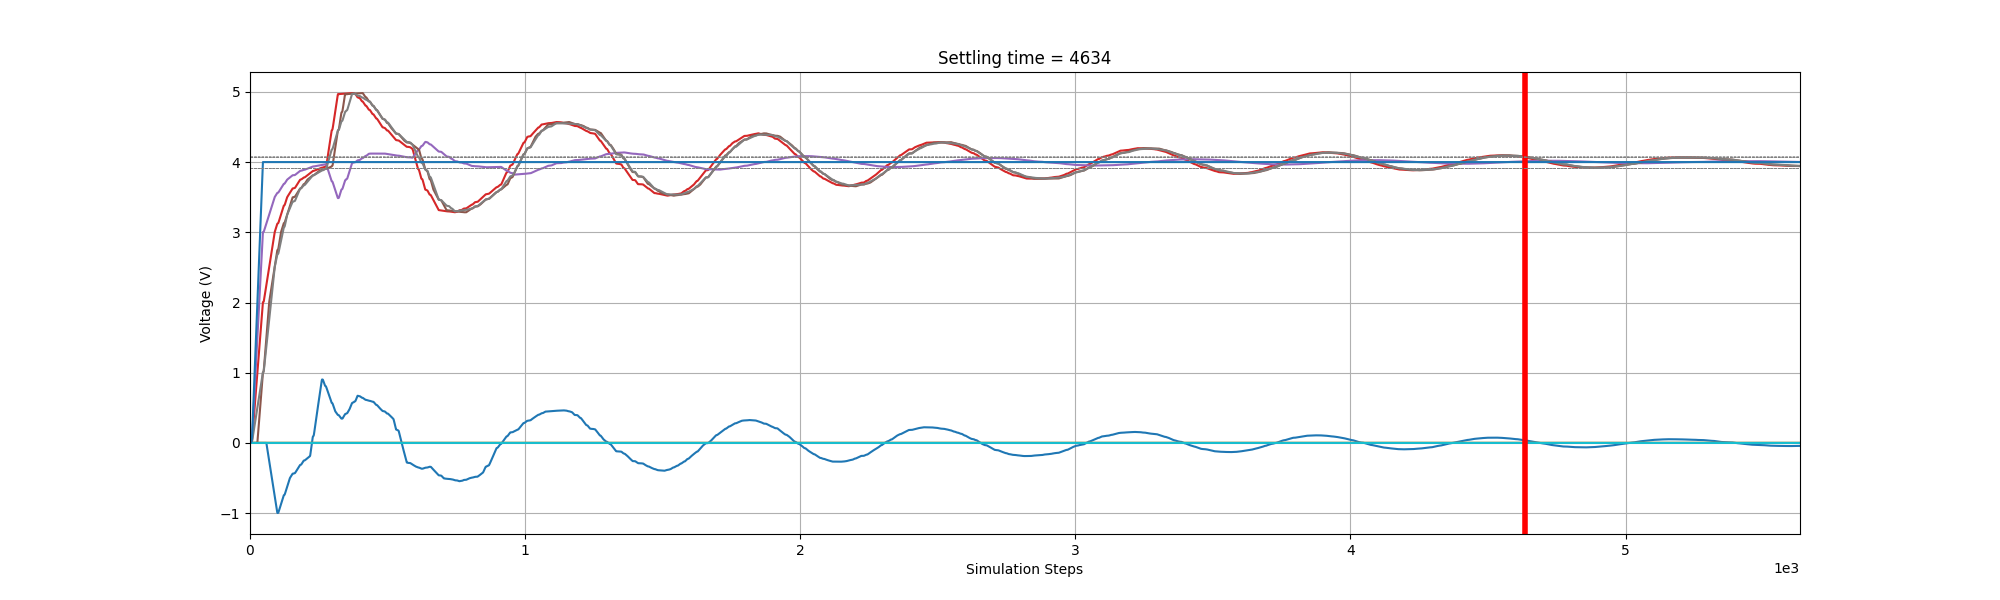 Settling time = 4634
Voltage (V)
5
4
3
2
1
0
−1
0 1 2 3 4 5
Simulation Steps
1e3